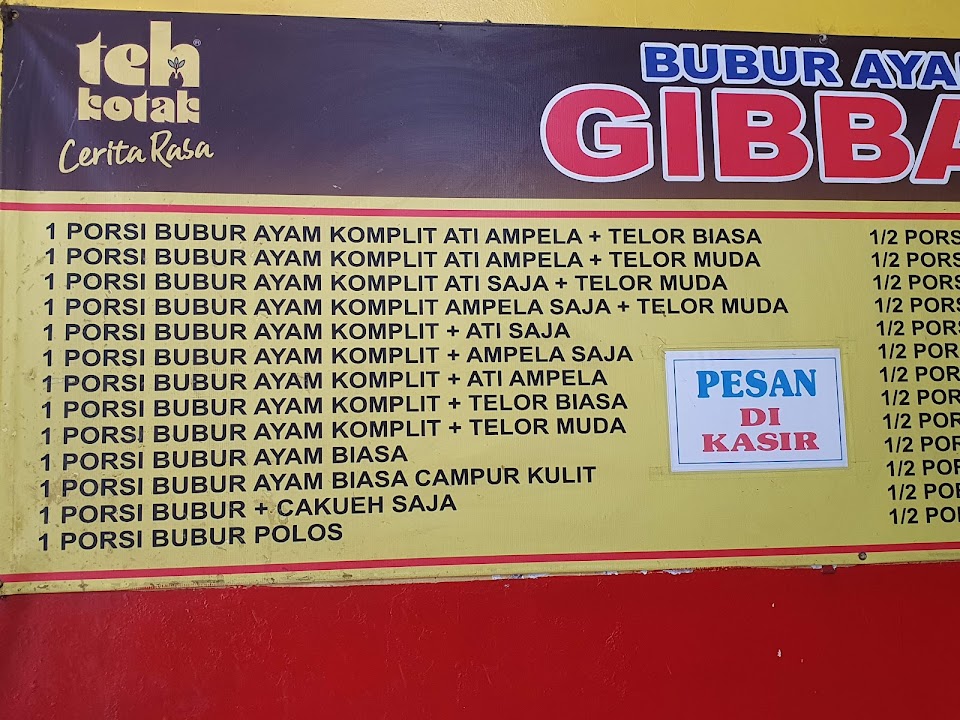 teh
kotak
Cerita Rasa
BUBUR
GIBBA
1 PORSI BUBUR AYAM KOMPLIT ATI AMPELA + TELOR BIASA
1 PORSI BUBUR AYAM KOMPLIT ATI AMPELA + TELOR MUDA
1 PORSI BUBUR AYAM KOMPLIT ATI SAJA + TELOR MUDA
1 PORSI BUBUR AYAM KOMPLIT AMPELA SAJA + TELOR MUDA
1 PORSI BUBUR AYAM KOMPLIT + ATI SAJA
1 PORSI BUBUR AYAM KOMPLIT + AMPELA SAJA
1 PORSI BUBUR AYAM KOMPLIT + ATI AMPELA
1 PORSI BUBUR AYAM KOMPLIT + TELOR BIASA
1 PORSI BUBUR AYAM KOMPLIT + TELOR MUDA
1 PORSI BUBUR AYAM BIASA
1 PORSI BUBUR AYAM BIASA CAMPUR KULIT
1 PORSI BUBUR + CAKUEH SAJA
1 PORSI BUBUR POLOS
PESAN
DI
KASIR
1/2 PORS
1/2 PORS
1/2 PORS
1/2 PORS
1/2 PORS
1/2 POR
1/2 POR
1/2 POR
1/2 POR
1/2 POR
1/2 POR
1/2 POR
1/2 POR